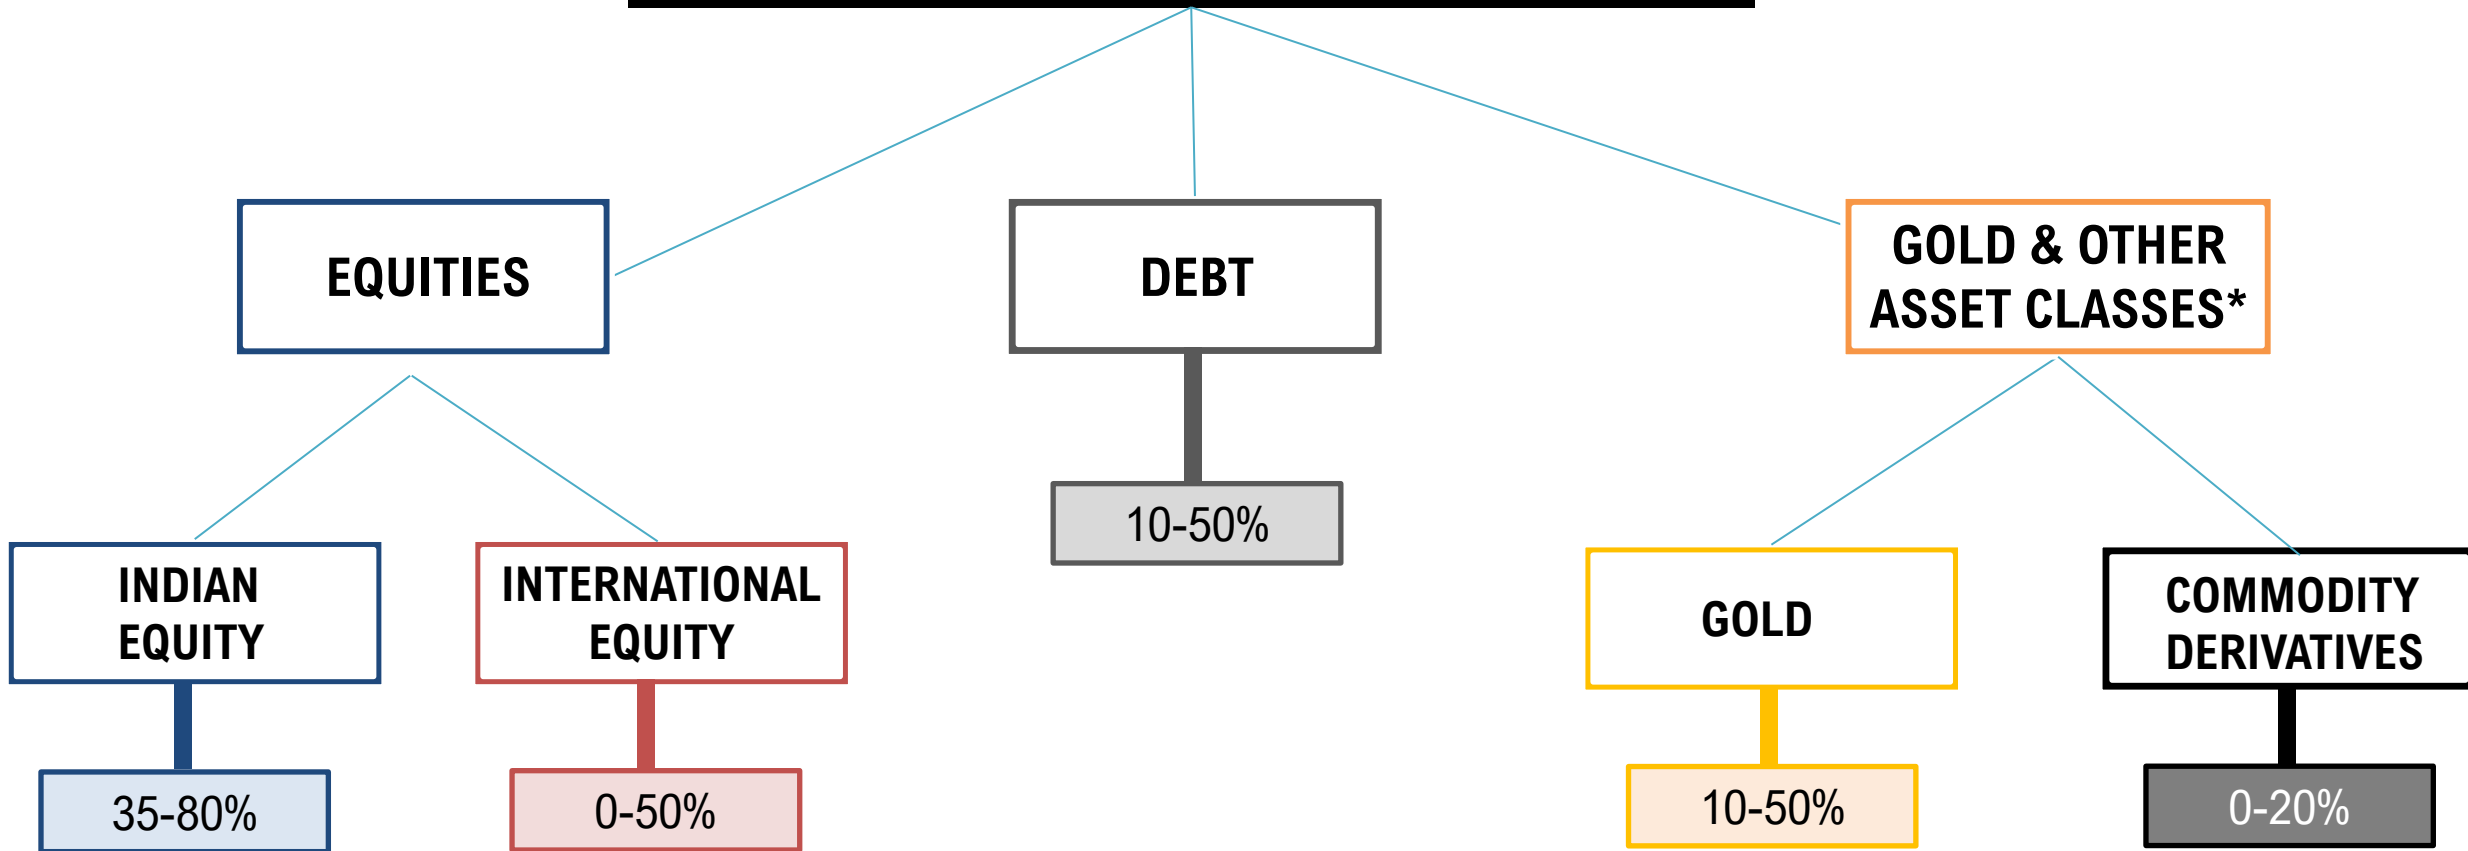 EQUITIES
DEBT
GOLD & OTHER
ASSET CLASSES*
10-50%
INDIAN
EQUITY
INTERNATIONAL
EQUITY
GOLD
COMMODITY
DERIVATIVES
35-80%
0-50%
10-50%
0-20%